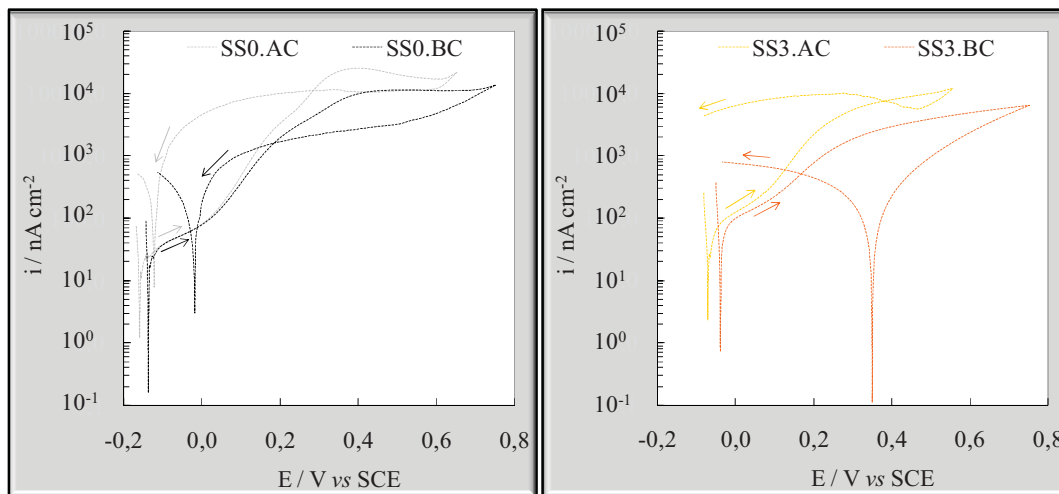 SS0.AC SS0.BC
10⁵
10⁴
10³
10²
10¹
10⁰
10⁻¹
i / nA cm⁻²
-0,2 0,0 0,2 0,4 0,6 0,8
E / V vs SCE
SS3.AC SS3.BC
10⁵
10⁴
10³
10²
10¹
10⁰
10⁻¹
i / nA cm⁻²
-0,2 0,0 0,2 0,4 0,6 0,8
E / V vs SCE